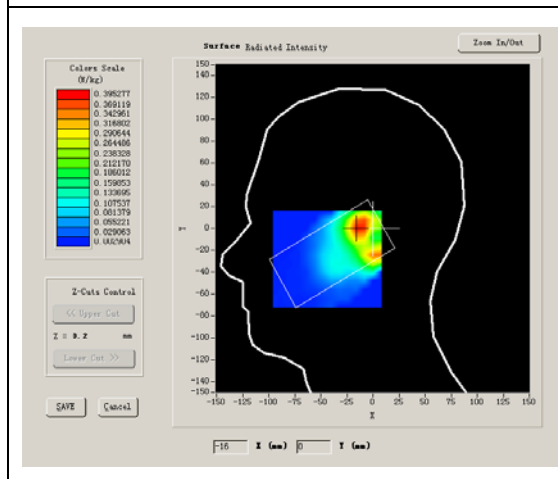 Surface Radiated Intensity
Zoom In/Out
Colors Scale
(W/kg)
0.395277
0.369119
0.342961
0.316802
0.290644
0.264486
0.238328
0.212170
0.186012
0.159853
0.133695
0.107537
0.081379
0.055221
0.029063
0.002904
150
140
120
100
80
60
40
20
0
-20
-40
-60
-80
-100
-120
-140
-150
Y
-150 -125 -100 -75 -50 -25 0 25 50 75 100 125 150
X
Z-Cuts Control
<< Upper Cut
Z = 0.2 mm
Lower Cut >>
SAVE Cancel
-16 X (mm) 0 Y (mm)